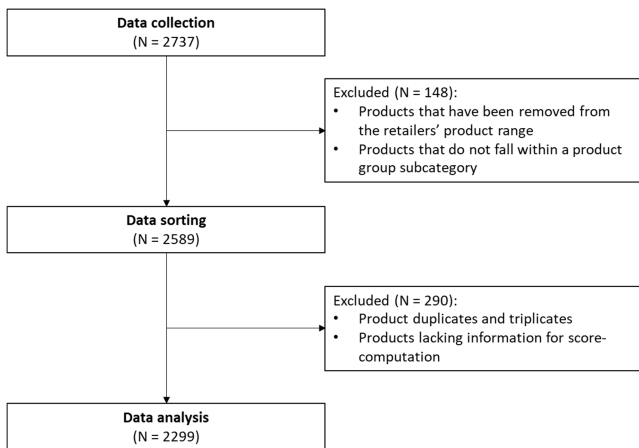 Data collection
(N = 2737)
Excluded (N = 148):
• Products that have been removed from
the retailers' product range
• Products that do not fall within a product
group subcategory
Data sorting
(N = 2589)
Excluded (N = 290):
• Product duplicates and triplicates
• Products lacking information for score-
computation
Data analysis
(N = 2299)